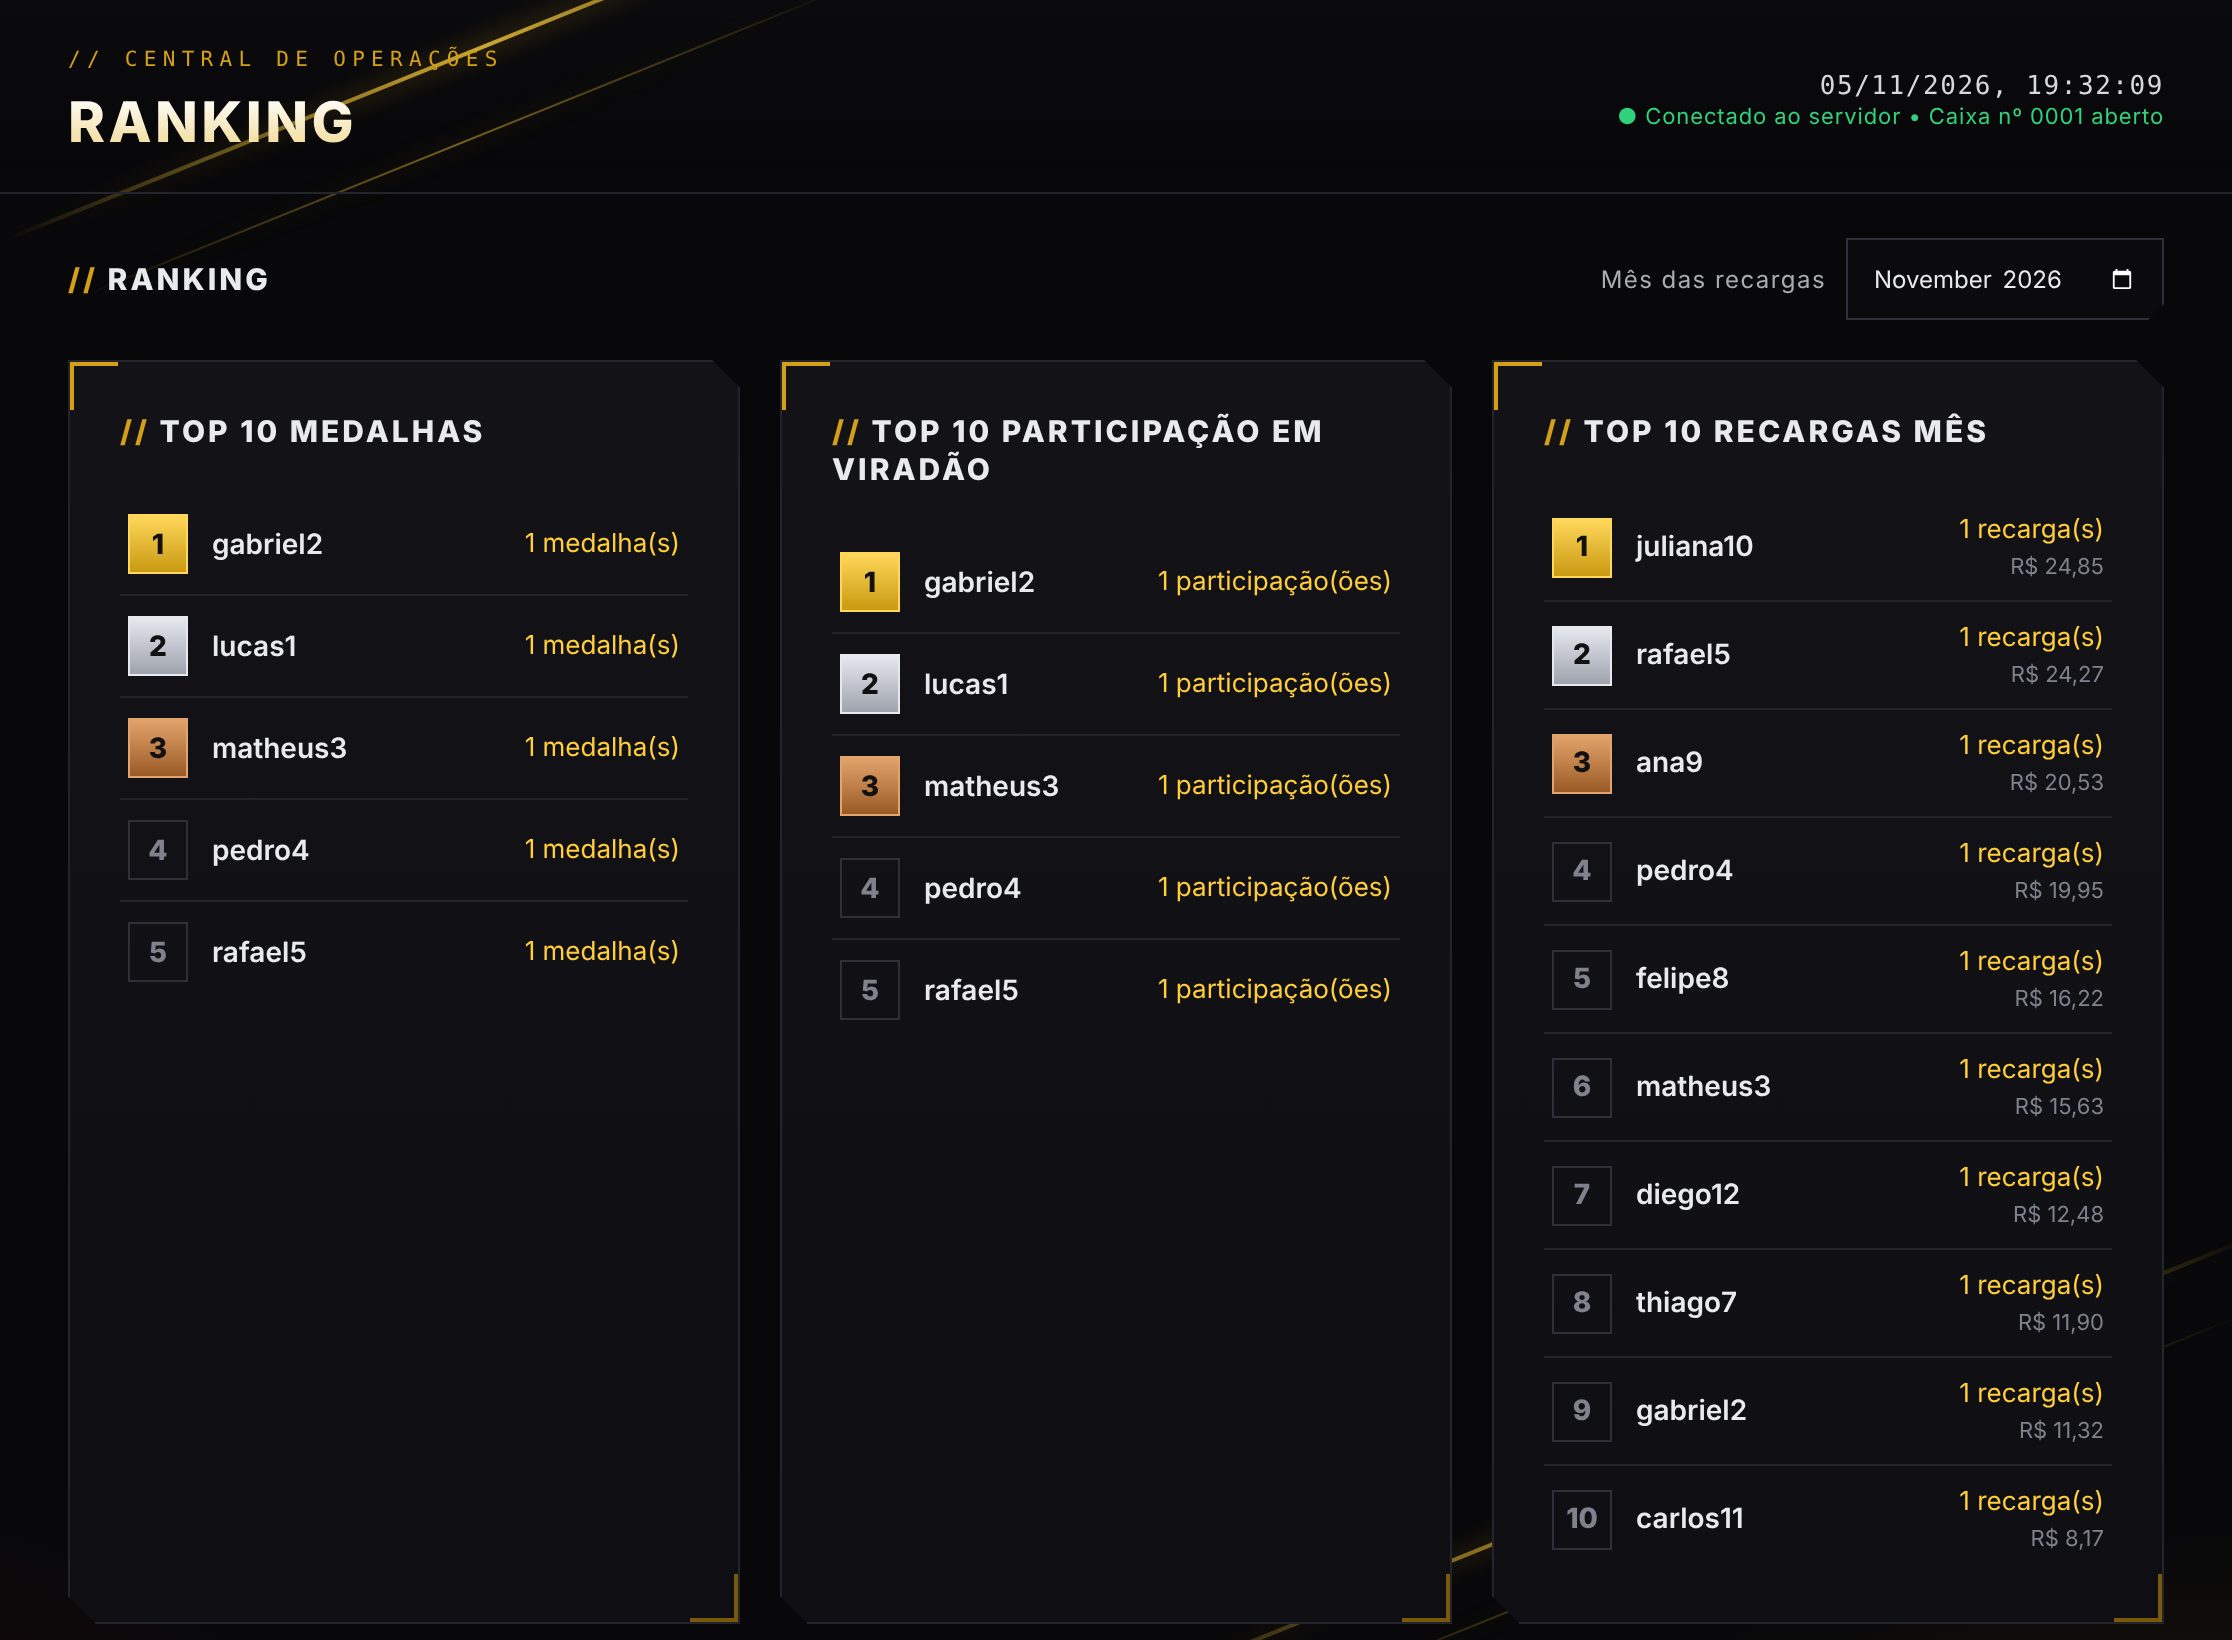 // CENTRAL DE OPERAÇÕES
RANKING
05/11/2026, 19:32:09
Conectado ao servidor • Caixa nº 0001 aberto
// RANKING
Mês das recargas
November 2026
// TOP 10 MEDALHAS
1 gabriel2 1 medalha(s)
2 lucas1 1 medalha(s)
3 matheus3 1 medalha(s)
4 pedro4 1 medalha(s)
5 rafael5 1 medalha(s)
// TOP 10 PARTICIPAÇÃO EM
VIRADÃO
1 gabriel2 1 participação(ões)
2 lucas1 1 participação(ões)
3 matheus3 1 participação(ões)
4 pedro4 1 participação(ões)
5 rafael5 1 participação(ões)
// TOP 10 RECARGAS MÊS
1 juliana10 1 recarga(s)
R$ 24,85
2 rafael5 1 recarga(s)
R$ 24,27
3 ana9 1 recarga(s)
R$ 20,53
4 pedro4 1 recarga(s)
R$ 19,95
5 felipe8 1 recarga(s)
R$ 16,22
6 matheus3 1 recarga(s)
R$ 15,63
7 diego12 1 recarga(s)
R$ 12,48
8 thiago7 1 recarga(s)
R$ 11,90
9 gabriel2 1 recarga(s)
R$ 11,32
10 carlos11 1 recarga(s)
R$ 8,17